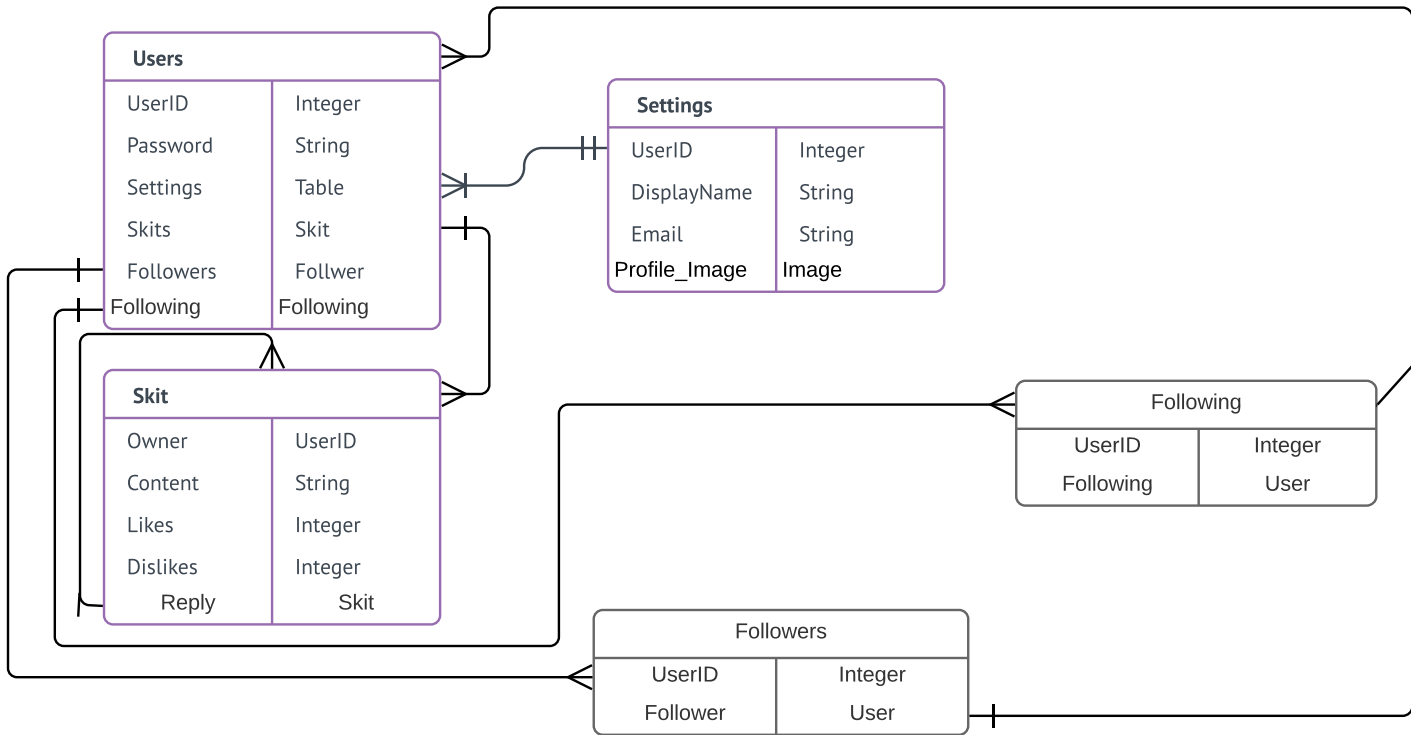 Users
UserID Integer
Password String
Settings Table
Skits Skit
Followers Follwer
Following Following
Settings
UserID Integer
DisplayName String
Email String
Profile_Image Image
Skit
Owner UserID
Content String
Likes Integer
Dislikes Integer
Reply Skit
Following
UserID Integer
Following User
Followers
UserID Integer
Follower User